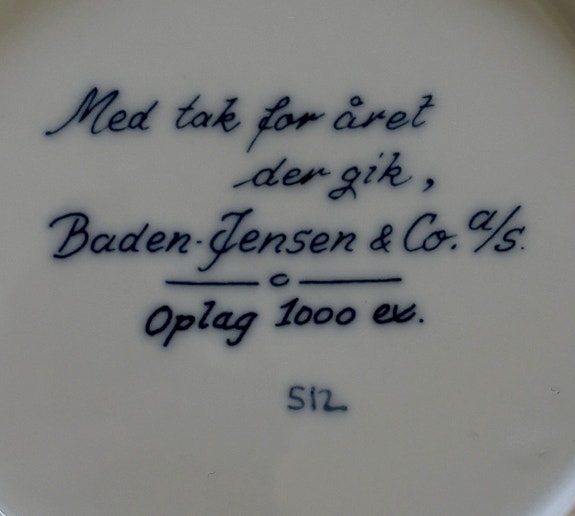 Med tak for året
der gik,
Baden-Jensen & Co. a/s.
Oplag 1000 ex.
512